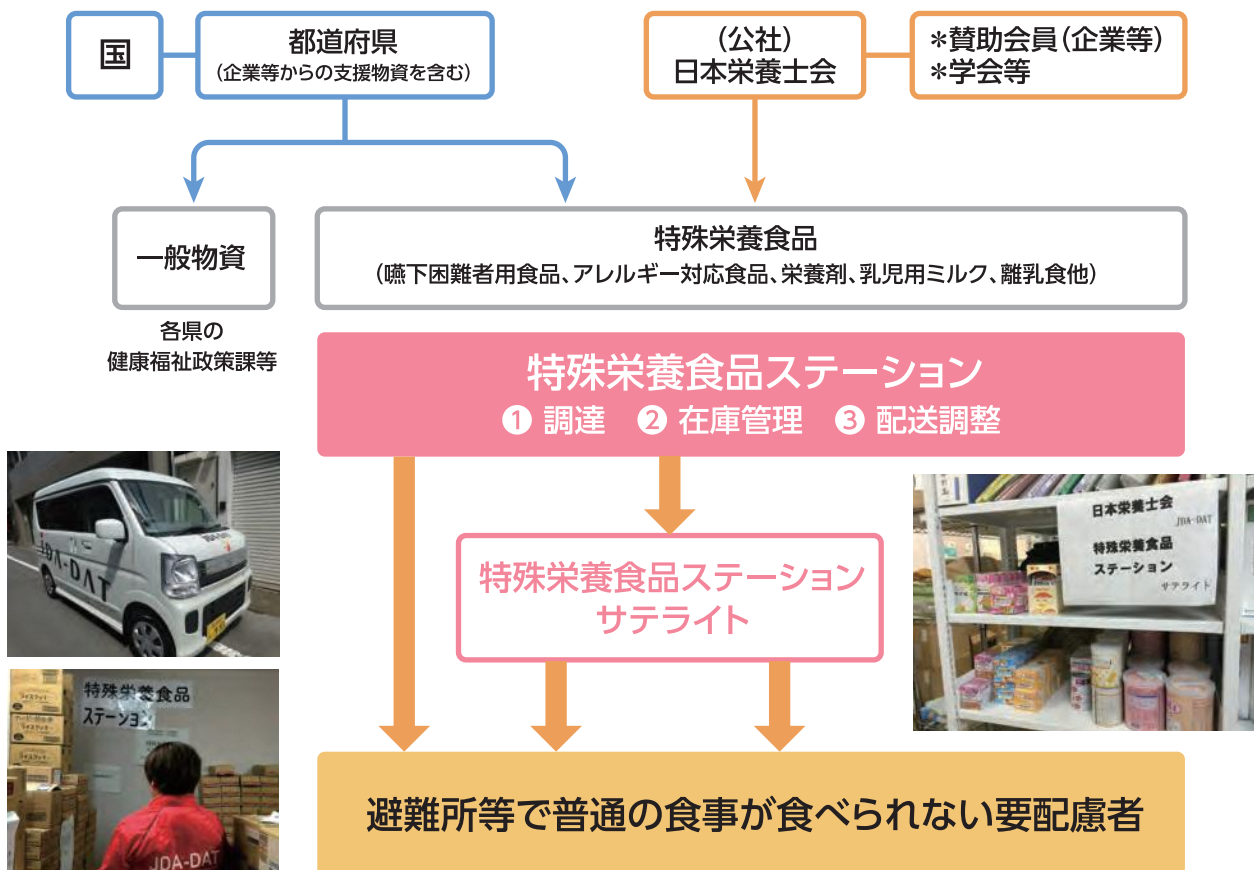 国
都道府県
(企業等からの支援物資を含む)
(公社)
日本栄養士会
＊賛助会員(企業等)
＊学会等
一般物資
各県の
健康福祉政策課等
特殊栄養食品
(嚥下困難者用食品、アレルギー対応食品、栄養剤、乳児用ミルク、離乳食他)
特殊栄養食品ステーション
❶ 調達 ❷ 在庫管理 ❸ 配送調整
JDA-DAT
JDA-DAT
日本栄養士会
JDA-DAT
特殊栄養食品
ステーション
サテライト
特殊栄養食品ステーション
サテライト
特殊栄養食品
ステーション
JDA-DAT
避難所等で普通の食事が食べられない要配慮者